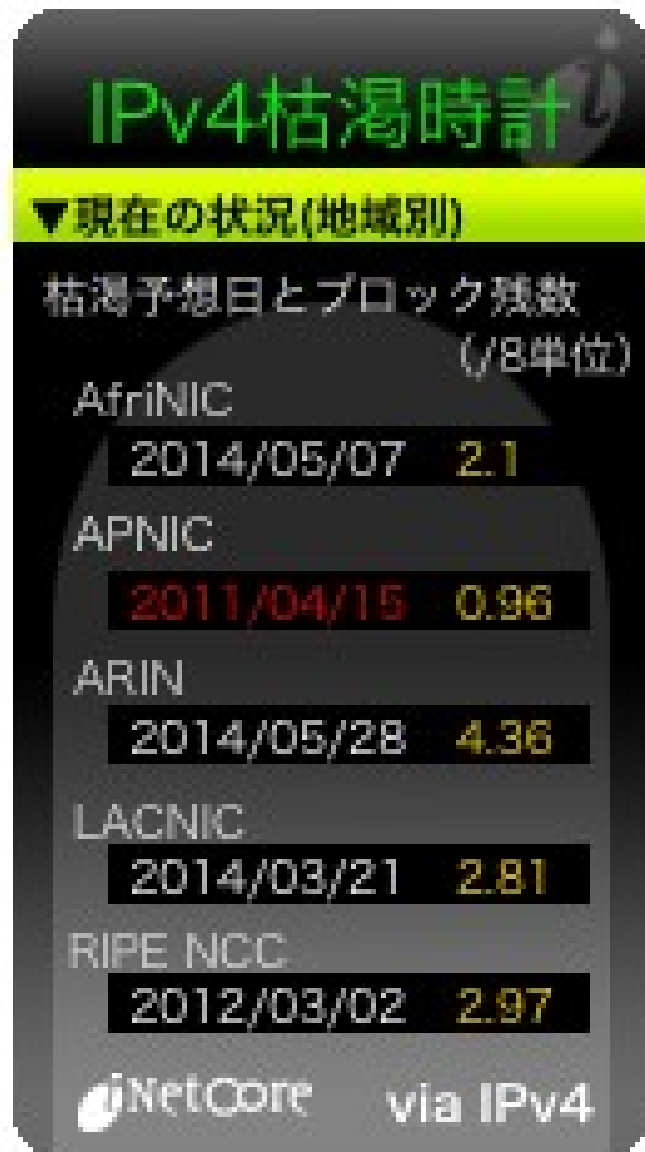 IPv4枯渇時計
▼現在の状況(地域別)
枯渇予想日とブロック残数
(/8単位)
AfriNIC
2014/05/07 2.1
APNIC
2011/04/15 0.96
ARIN
2014/05/28 4.36
LACNIC
2014/03/21 2.81
RIPE NCC
2012/03/02 2.97
iNetCore via IPv4